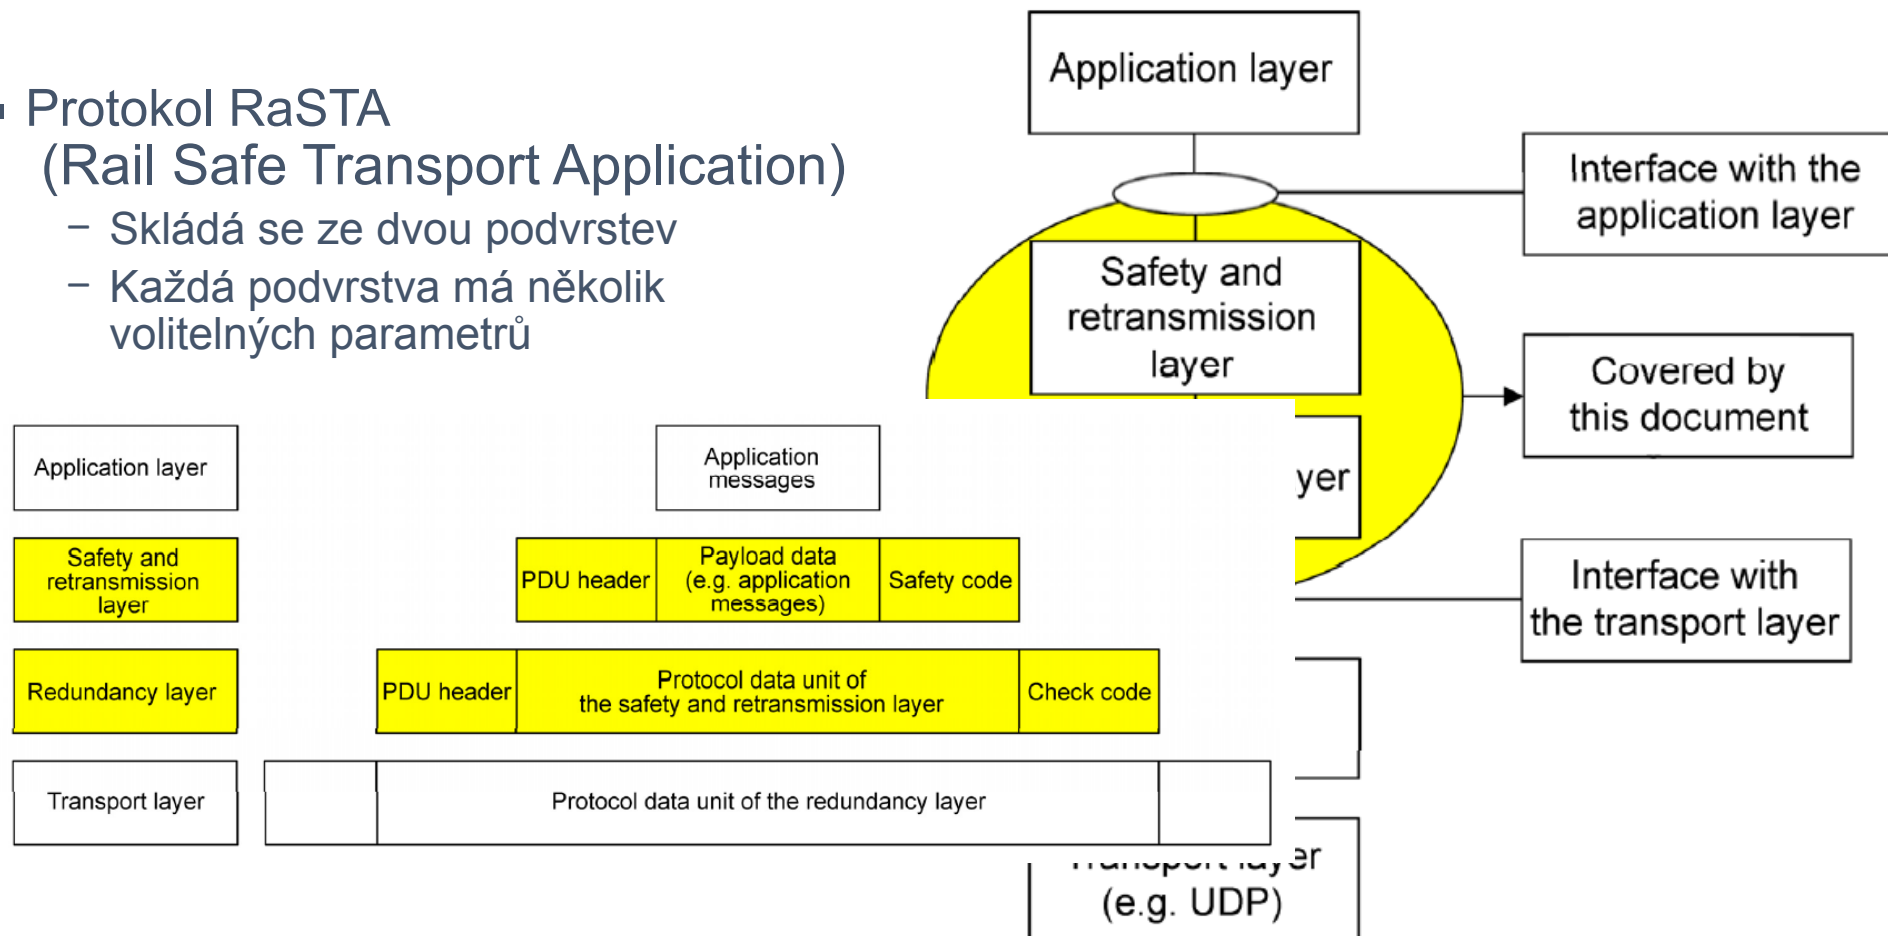 Protokol RaSTA
(Rail Safe Transport Application)
– Skládá se ze dvou podvrstev
– Každá podvrstva má několik
volitelných parametrů
Application layer
Interface with the
application layer
Safety and
retransmission
layer
Covered by
this document
yer
Interface with
the transport layer
(e.g. UDP)
Application layer
Application
messages
Safety and
retransmission
layer
PDU header
Payload data
(e.g. application
messages)
Safety code
Redundancy layer
PDU header
Protocol data unit of
the safety and retransmission layer
Check code
Transport layer
Protocol data unit of the redundancy layer